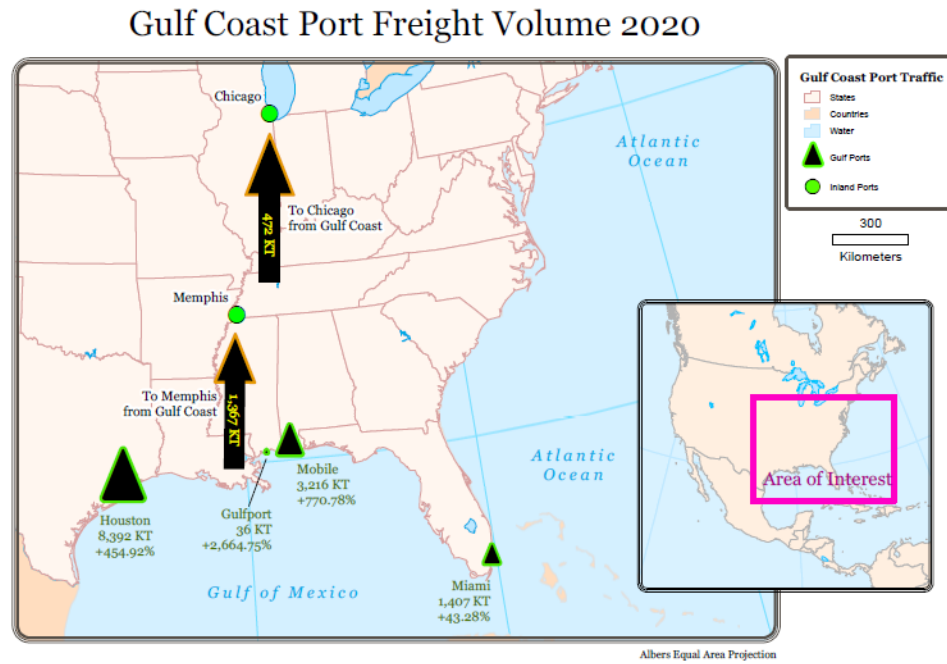 Gulf Coast Port Freight Volume 2020
Chicago
472 KT
To Chicago
from Gulf Coast
Memphis
To Memphis
from Gulf Coast
1,367 KT
Houston
8,392 KT
+454.92%
Gulfport
36 KT
+2,664.75%
Mobile
3,216 KT
+770.78%
Miami
1,407 KT
+43.28%
Gulf of Mexico
Atlantic
Ocean
Atlantic
Ocean
Gulf Coast Port Traffic
States
Countries
Water
Gulf Ports
Inland Ports
300
Kilometers
Area of Interest
Albers Equal Area Projection